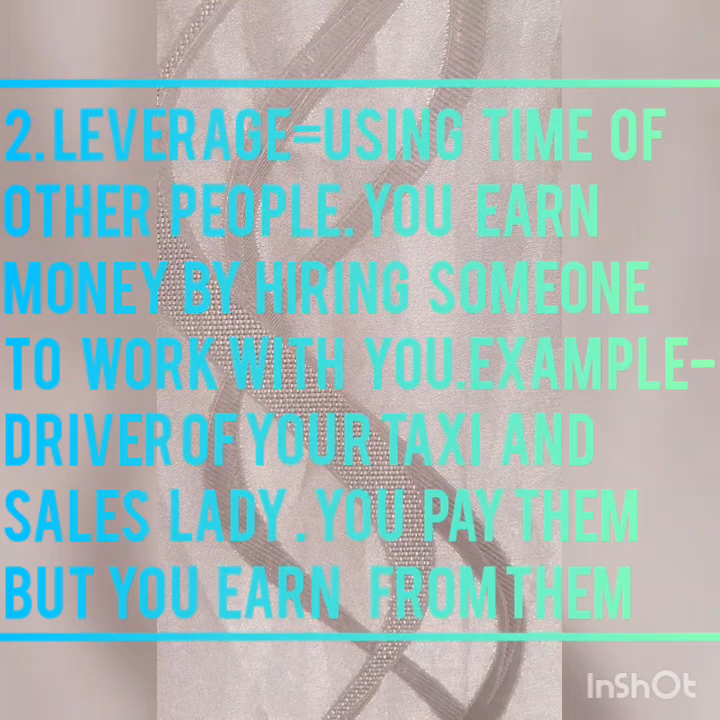 2.LEVERAGE=USING TIME OF
OTHER PEOPLE.YOU EARN
MONEY BY HIRING SOMEONE
TO WORK WITH YOU.EXAMPLE-
DRIVER OF YOUR TAXI AND
SALES LADY . YOU PAY THEM
BUT YOU EARN FROM THEM
InShOt